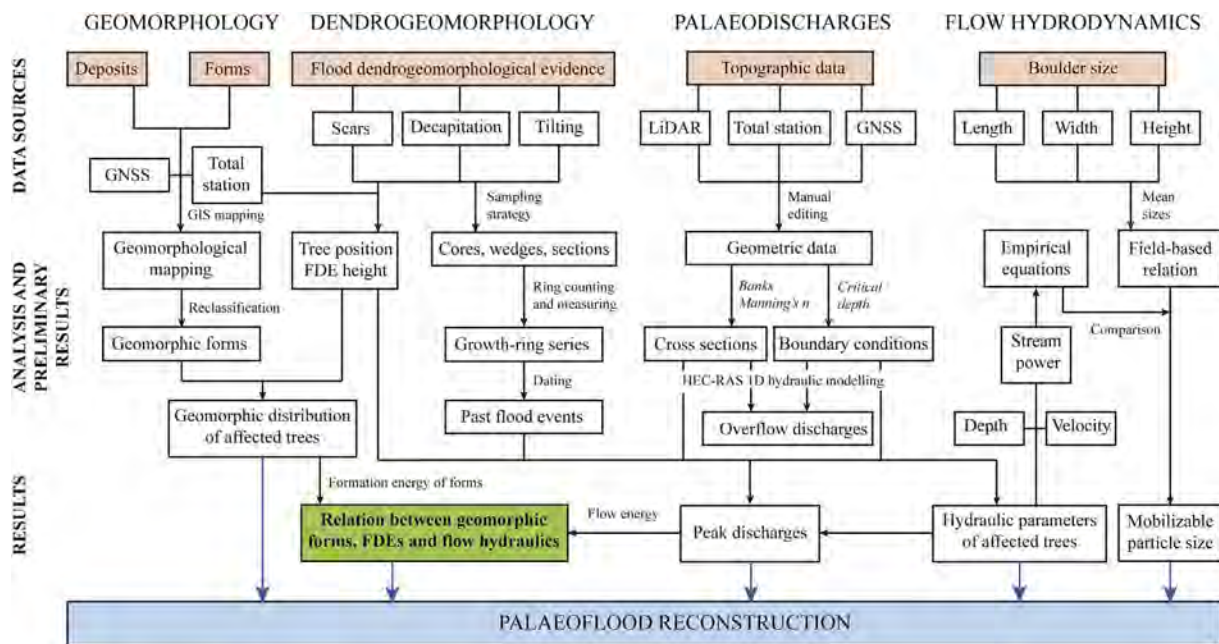 GEOMORPHOLOGY
DENDROGEOMORPHOLOGY
PALAEODISCHARGES
FLOW HYDRODYNAMICS
DATA SOURCES
Deposits
Forms
Flood dendrogeomorphological evidence
Topographic data
Boulder size
Scars
Decapitation
Tilting
LiDAR
Total station
GNSS
Length
Width
Height
GNSS
Total
station
GIS mapping
Sampling
strategy
Manual
editing
Mean
sizes
ANALYSIS AND
PRELIMINARY
RESULTS
Geomorphological
mapping
Tree position
FDE height
Cores, wedges, sections
Geometric data
Empirical
equations
Field-based
relation
Reclassification
Ring counting
and measuring
Banks
Manning's n
Critical
depth
Comparison
Geomorphic forms
Growth-ring series
Cross sections
Boundary conditions
Stream
power
HEC-RAS 1D hydraulic modelling
Dating
Geomorphic distribution
of affected trees
Past flood events
Overflow discharges
Depth
Velocity
RESULTS
Formation energy of forms
Relation between geomorphic
forms, FDEs and flow hydraulics
Flow energy
Peak discharges
Hydraulic parameters
of affected trees
Mobilizable
particle size
PALAEOFLOOD RECONSTRUCTION